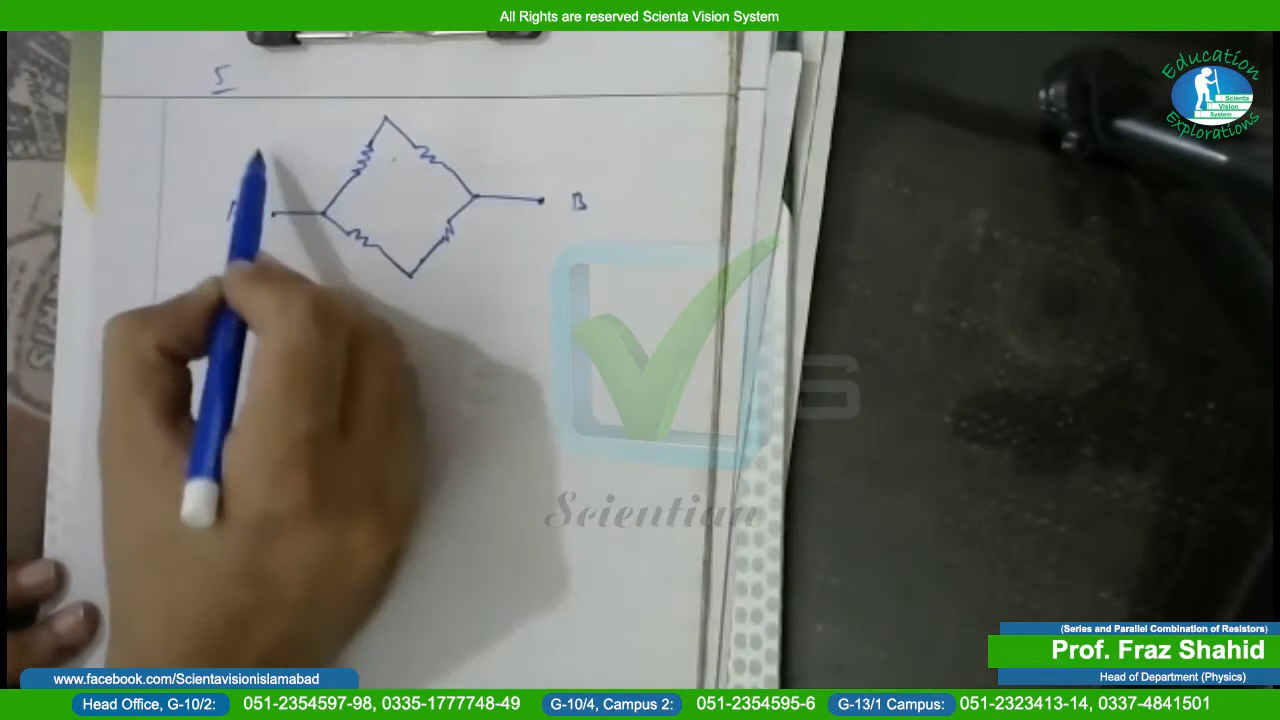 All Rights are reserved Scienta Vision System
Education
Scienta
Vision
System
Explorations
5
B
Scientian
(Series and Parallel Combination of Resistors)
Prof. Fraz Shahid
Head of Department (Physics)
www.facebook.com/Scientavisionislamabad
Head Office, G-10/2: 051-2354597-98, 0335-1777748-49 G-10/4, Campus 2: 051-2354595-6 G-13/1 Campus: 051-2323413-14, 0337-4841501